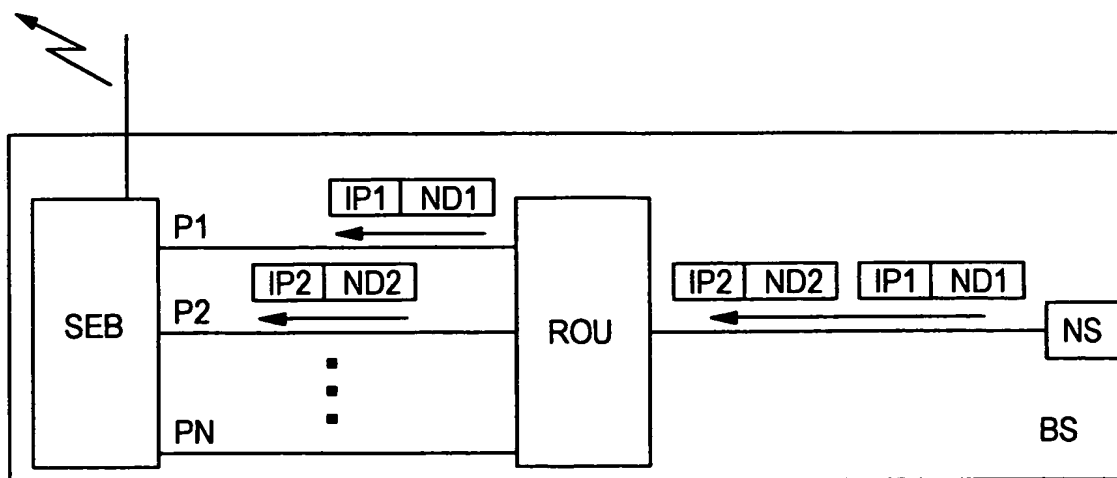 IP1 ND1
P1
IP2 ND2
IP2 ND2
IP1 ND1
P2
SEB
ROU
NS
PN
BS